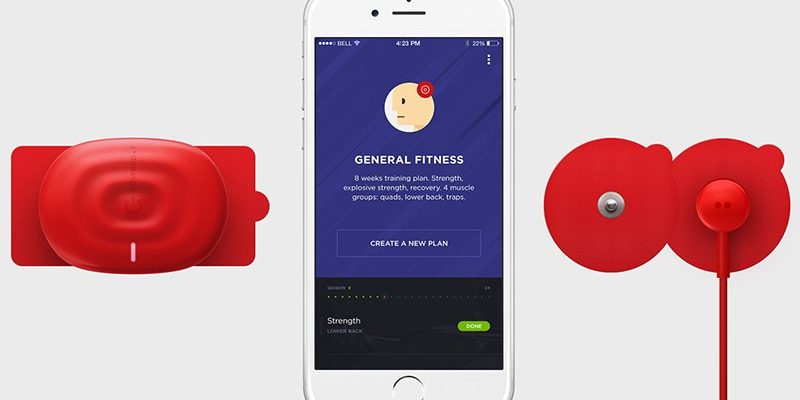 BELL
4:23 PM
22%
GENERAL FITNESS
8 weeks training plan. Strength,
explosive strength, recovery. 4 muscle
groups: quads, lower back, traps.
CREATE A NEW PLAN
SESSION 8
24
Strength
LOWER BACK
DONE
POWERDOT